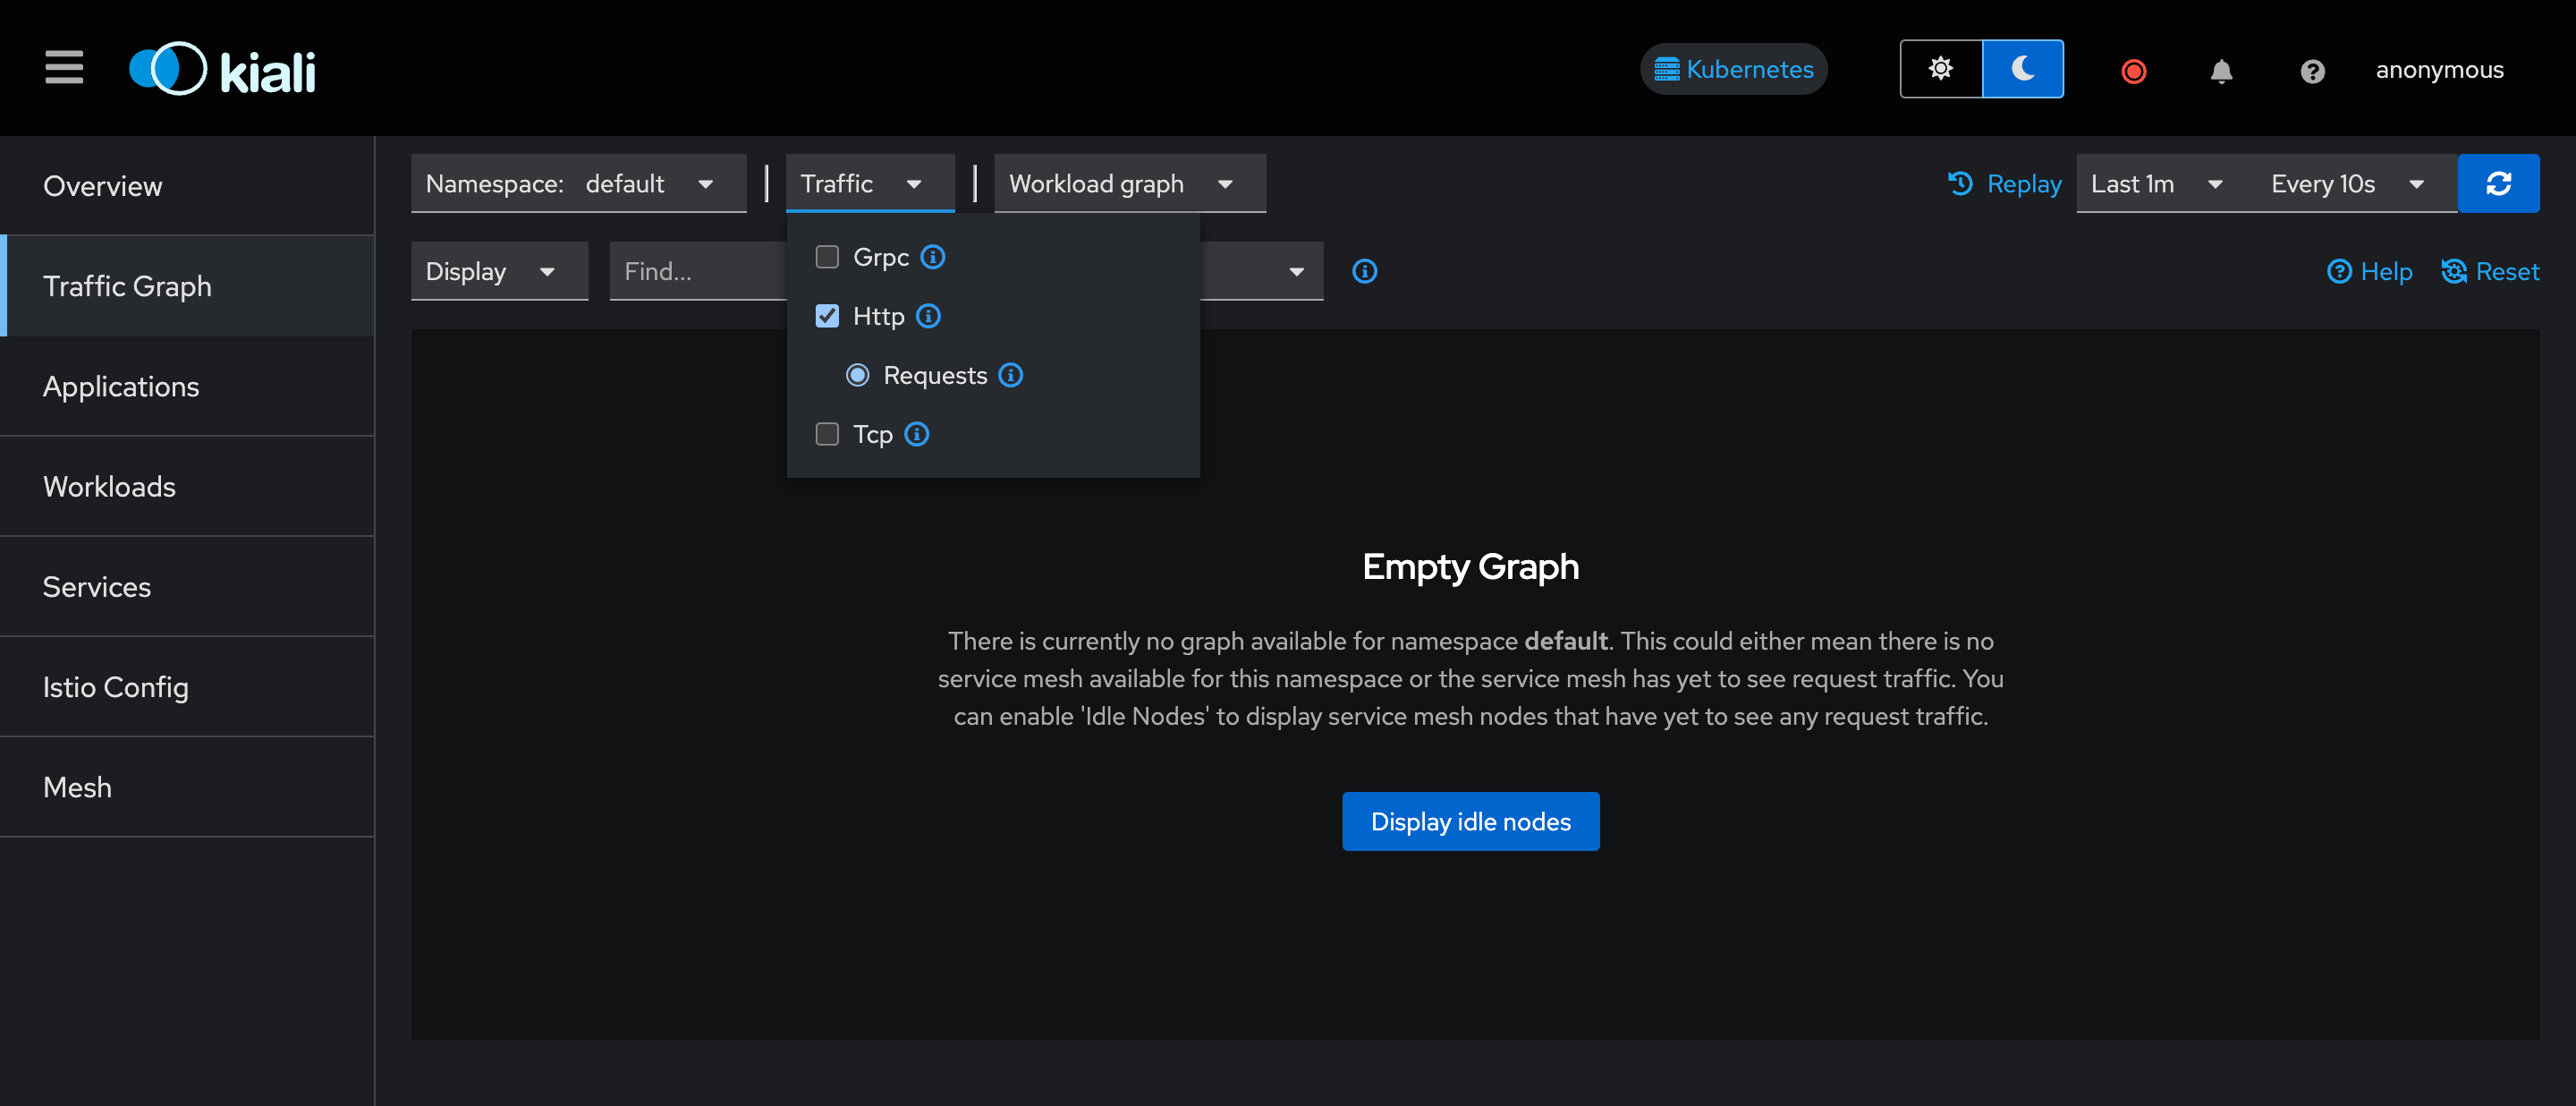 kiali
Kubernetes
anonymous
Overview
Traffic Graph
Applications
Workloads
Services
Istio Config
Mesh
Namespace: default
Traffic
Workload graph
Replay
Last 1m
Every 10s
Display
Find...
Help
Reset
Grpc
Http
Requests
Tcp
Empty Graph
There is currently no graph available for namespace default. This could either mean there is no
service mesh available for this namespace or the service mesh has yet to see request traffic. You
can enable 'Idle Nodes' to display service mesh nodes that have yet to see any request traffic.
Display idle nodes